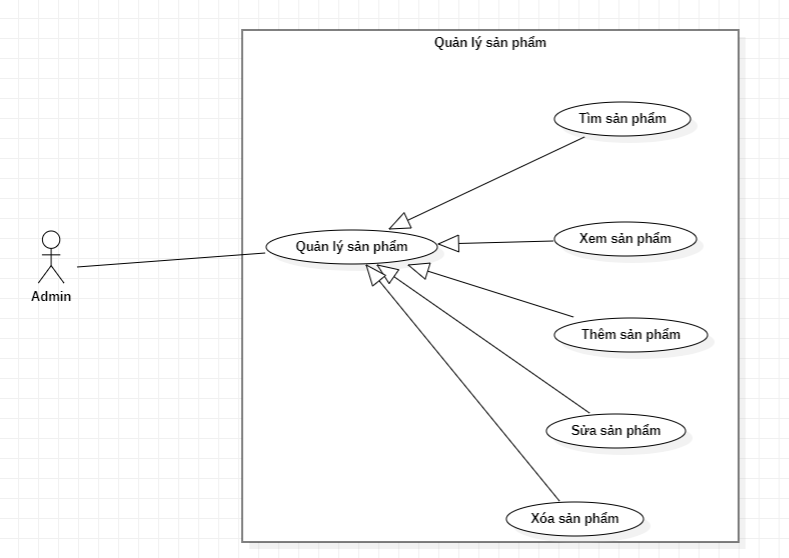 Quản lý sản phẩm
Tìm sản phẩm
Quản lý sản phẩm
Xem sản phẩm
Admin
Thêm sản phẩm
Sửa sản phẩm
Xóa sản phẩm